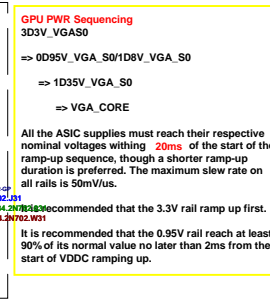 GPU PWR Sequencing
3D3V_VGAS0
=> 0D95V_VGA_S0/1D8V_VGA_S0
=> 1D35V_VGA_S0
=> VGA_CORE
All the ASIC supplies must reach their respective
nominal voltages withing 20ms of the start of the
ramp-up sequence, though a shorter ramp-up
duration is preferred. The maximum slew rate on
all rails is 50mV/us.
It is recommended that the 3.3V rail ramp up first.
It is recommended that the 0.95V rail reach at least
90% of its normal value no later than 2ms from the
start of VDDC ramping up.